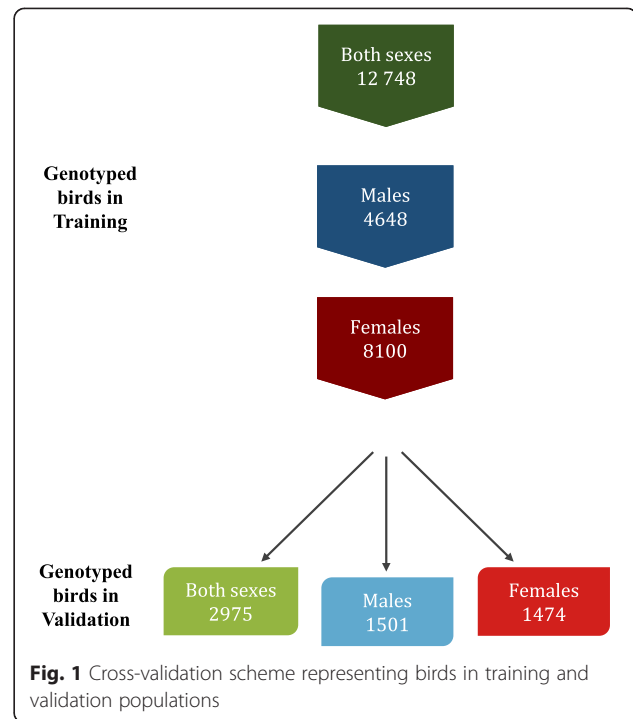 Both sexes
12 748
Genotyped
birds in
Training
Males
4648
Females
8100
Genotyped
birds in
Validation
Both sexes
2975
Males
1501
Females
1474
Fig. 1 Cross-validation scheme representing birds in training and
validation populations